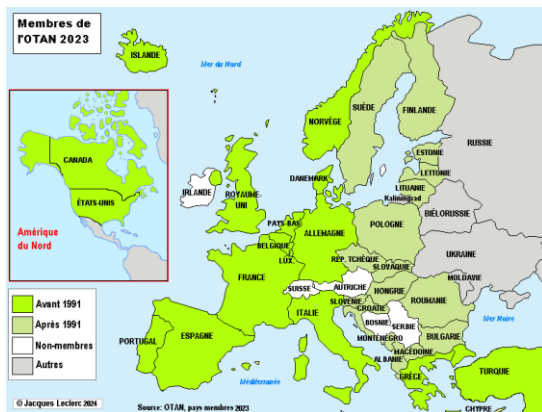 Membres de
l'OTAN 2023
ISLANDE
Mer du Nord
NORVÈGE
SUÈDE
FINLANDE
RUSSIE
ESTONIE
LETTONIE
LITUANIE
Kaliningrad
DANEMARK
IRLANDE
ROYAUME-
UNI
PAYS-BAS
BELGIQUE
LUX
ALLEMAGNE
POLOGNE
BIÉLORUSSIE
UKRAINE
MOLDAVIE
RÉP. TCHÈQUE
SLOVAQUIE
FRANCE
SUISSE
AUTRICHE
HONGRIE
ROUMANIE
SLOVENIE
CROATIE
ITALIE
BOSNIE
SERBIE
MONTÉNÉGRO
BULGARIE
MACEDOINE
ALBANIE
GRÈCE
TURQUIE
CHYPRE
Mer Noire
PORTUGAL
ESPAGNE
Méditerranée
CANADA
ÉTATS-UNIS
Amérique
du Nord
Avant 1991
Après 1991
Non-membres
Autres
© Jacques Leclerc 2024
Source: OTAN, pays membres 2023